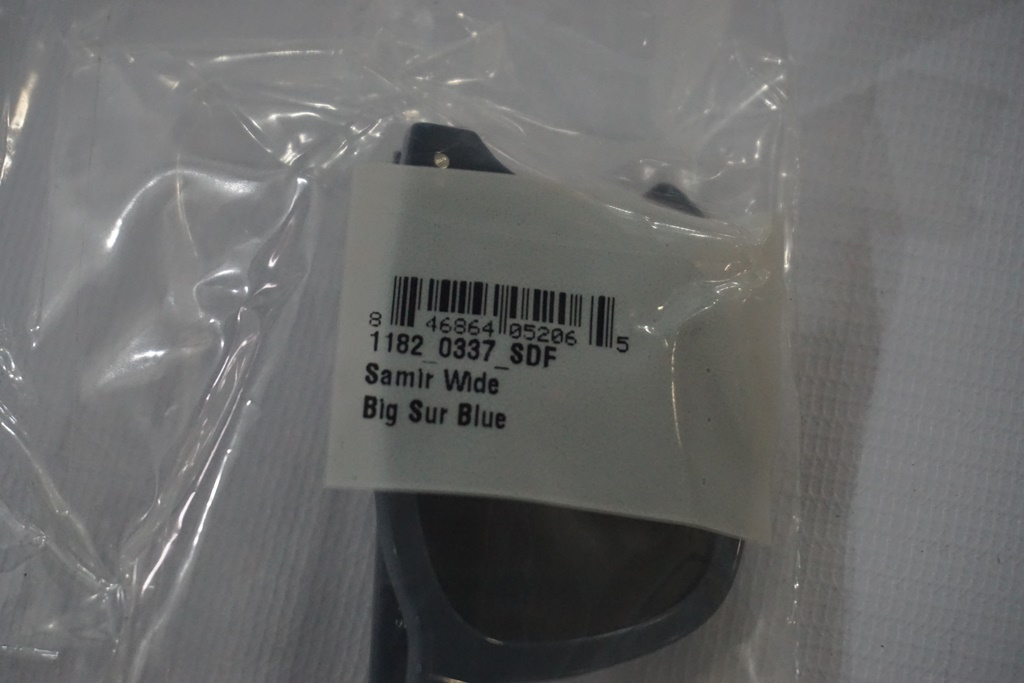 8 46864 05206 5
1182_0337_SDF
Samir Wide
Big Sur Blue